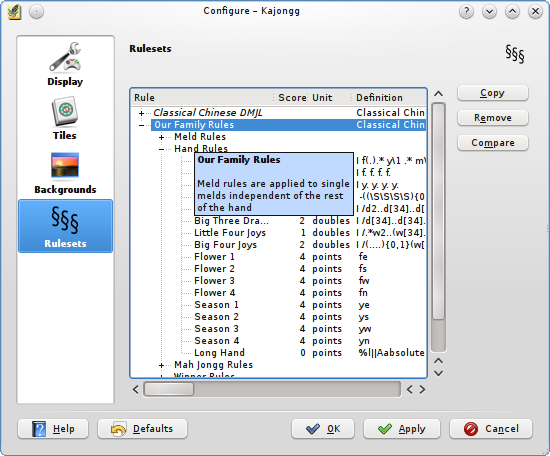 Configure – Kajongg
Rulesets
§§§
Display
Tiles
Backgrounds
§§§
Rulesets
Rule Score Unit Definition
Classical Chinese DMJL Classical Chin
Our Family Rules Classical Chin
Meld Rules
Hand Rules
Our Family Rules
Meld rules are applied to single
melds independent of the rest
of the hand
I f(.).* y\1 .* m\
I f. f. f. f.
I y. y. y. y.
-((\S\S\S\S){0
I /d2..d[34]..d[
Big Three Dra... 2 doubles I /d[34]..d[34].
Little Four Joys 1 doubles I /.*w2..(w[34].
Big Four Joys 2 doubles I /(....){0,1}(w[
Flower 1 4 points fe
Flower 2 4 points fs
Flower 3 4 points fw
Flower 4 4 points fn
Season 1 4 points ye
Season 2 4 points ys
Season 3 4 points yw
Season 4 4 points yn
Long Hand 0 points %l||Aabsolute
Mah Jongg Rules
Winner Rules
Copy
Remove
Compare
Help
Defaults
OK
Apply
Cancel